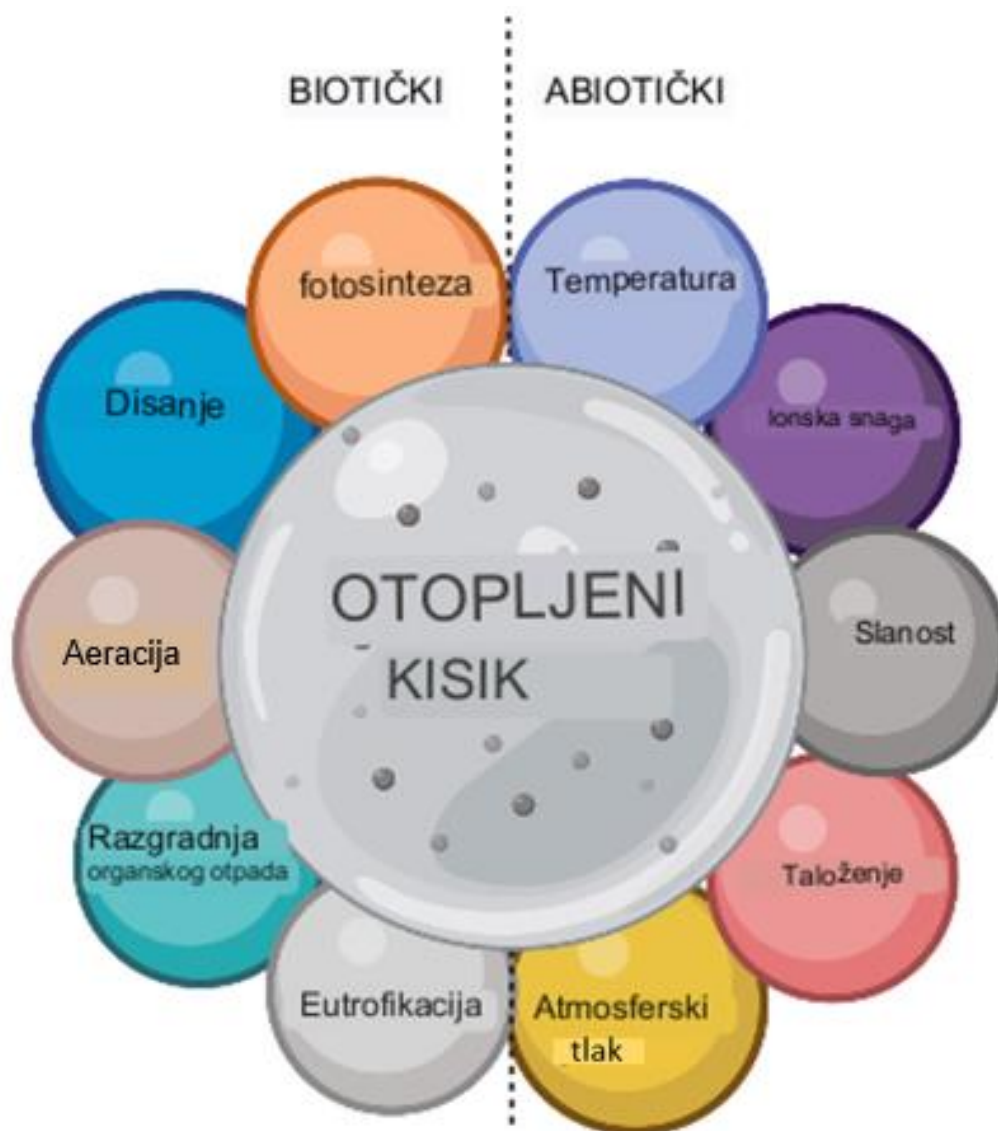 BIOTIČKI
ABIOTIČKI
fotosinteza
Temperatura
Disanje
Ionska snaga
OTOPLJENI
KISIK
Aeracija
Slanost
Razgradnja
organskog otpada
Taloženje
Eutrofikacija
Atmosferski
tlak